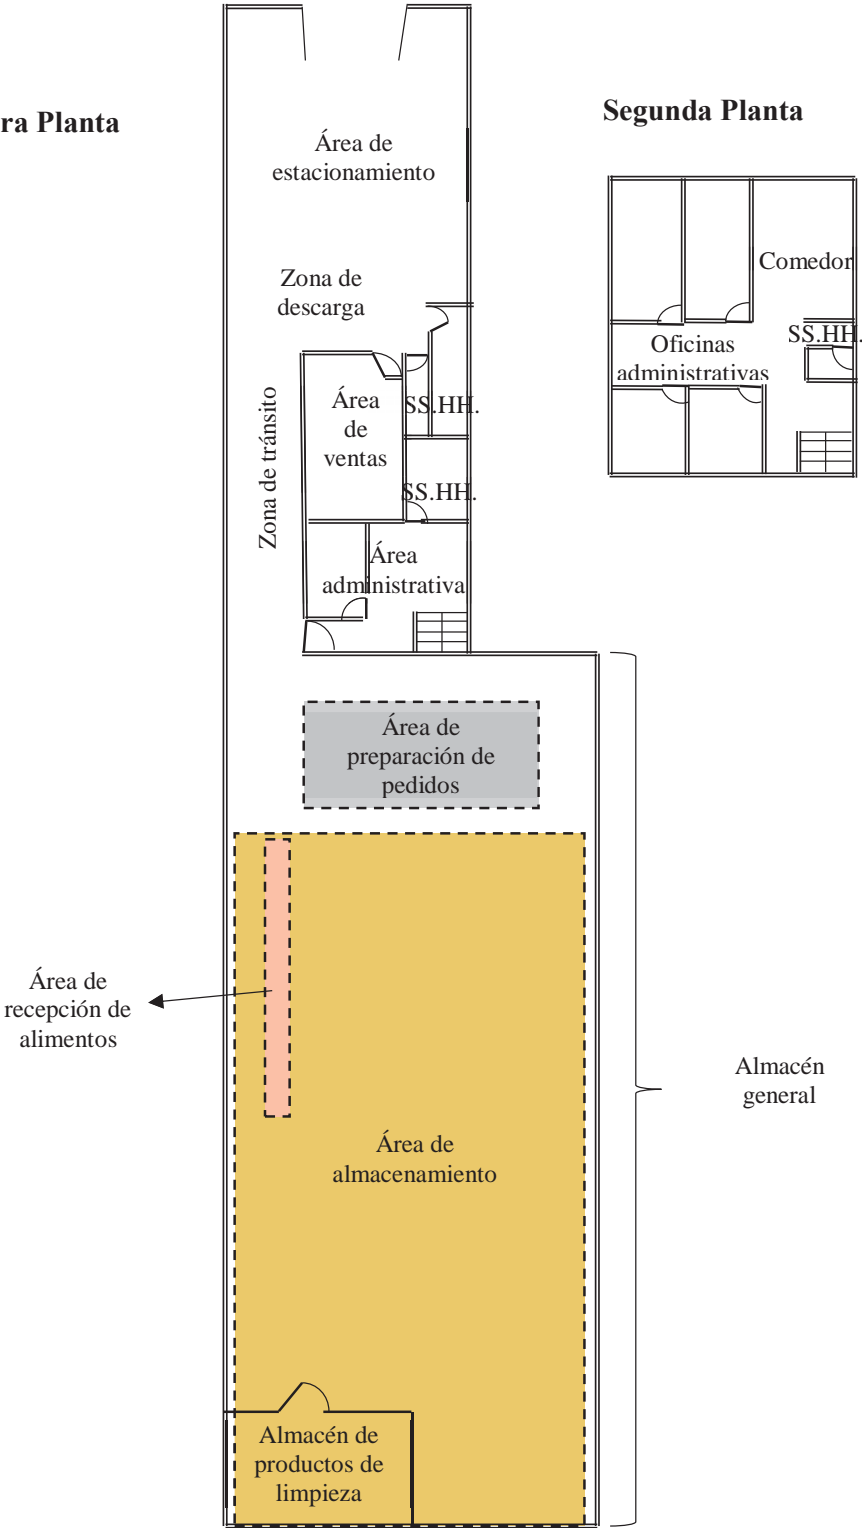 ra Planta
Segunda Planta
Área de
estacionamiento
Zona de
descarga
Comedor
SS.HH.
Oficinas
administrativas
Zona de tránsito
Área
de
ventas
SS.HH.
SS.HH.
Área
administrativa
Área de
preparación de
pedidos
Área de
recepción de
alimentos
Almacén
general
Área de
almacenamiento
Almacén de
productos de
limpieza